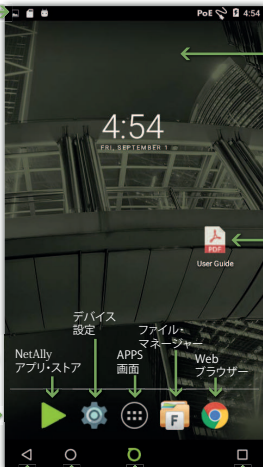 PoE 4:54
4:54
FRI, SEPTEMBER 1
PDF
User Guide
デバイス
設定
ファイル・
マネージャー
NetAlly
アプリ・ストア
APPS
画面
Web
ブラウザー
F